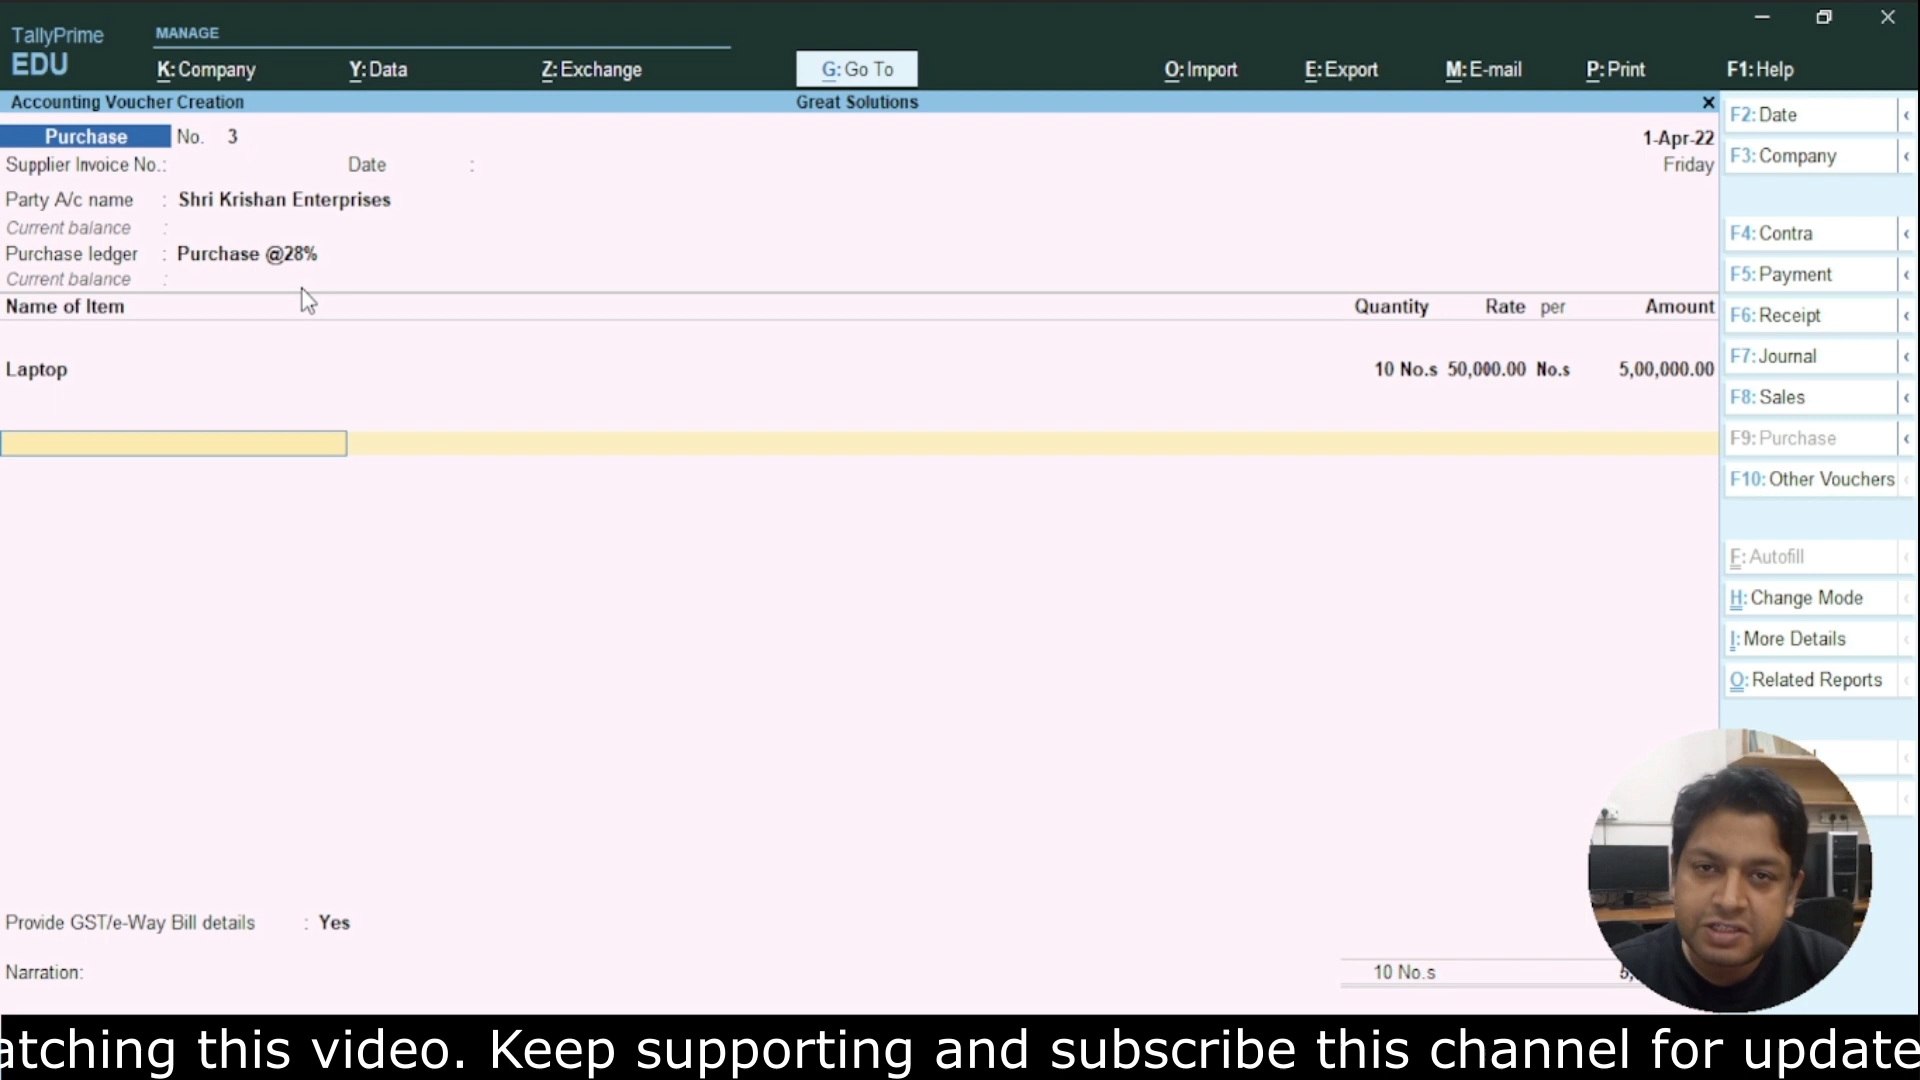 TallyPrime
EDU
MANAGE
K: Company
Y: Data
Z: Exchange
G: Go To
O: Import
E: Export
M: E-mail
P: Print
F1: Help
Accounting Voucher Creation
Great Solutions
×
Purchase No. 3
1-Apr-22
Supplier Invoice No.: Date :
Friday
Party A/c name : Shri Krishan Enterprises
Current balance :
Purchase ledger : Purchase @28%
Current balance :
Name of Item Quantity Rate per Amount
Laptop 10 No.s 50,000.00 No.s 5,00,000.00
Provide GST/e-Way Bill details : Yes
Narration: 10 No.s
F2: Date
F3: Company
F4: Contra
F5: Payment
F6: Receipt
F7: Journal
F8: Sales
F9: Purchase
F10: Other Vouchers
F: Autofill
H: Change Mode
I: More Details
O: Related Reports
atching this video. Keep supporting and subscribe this channel for update